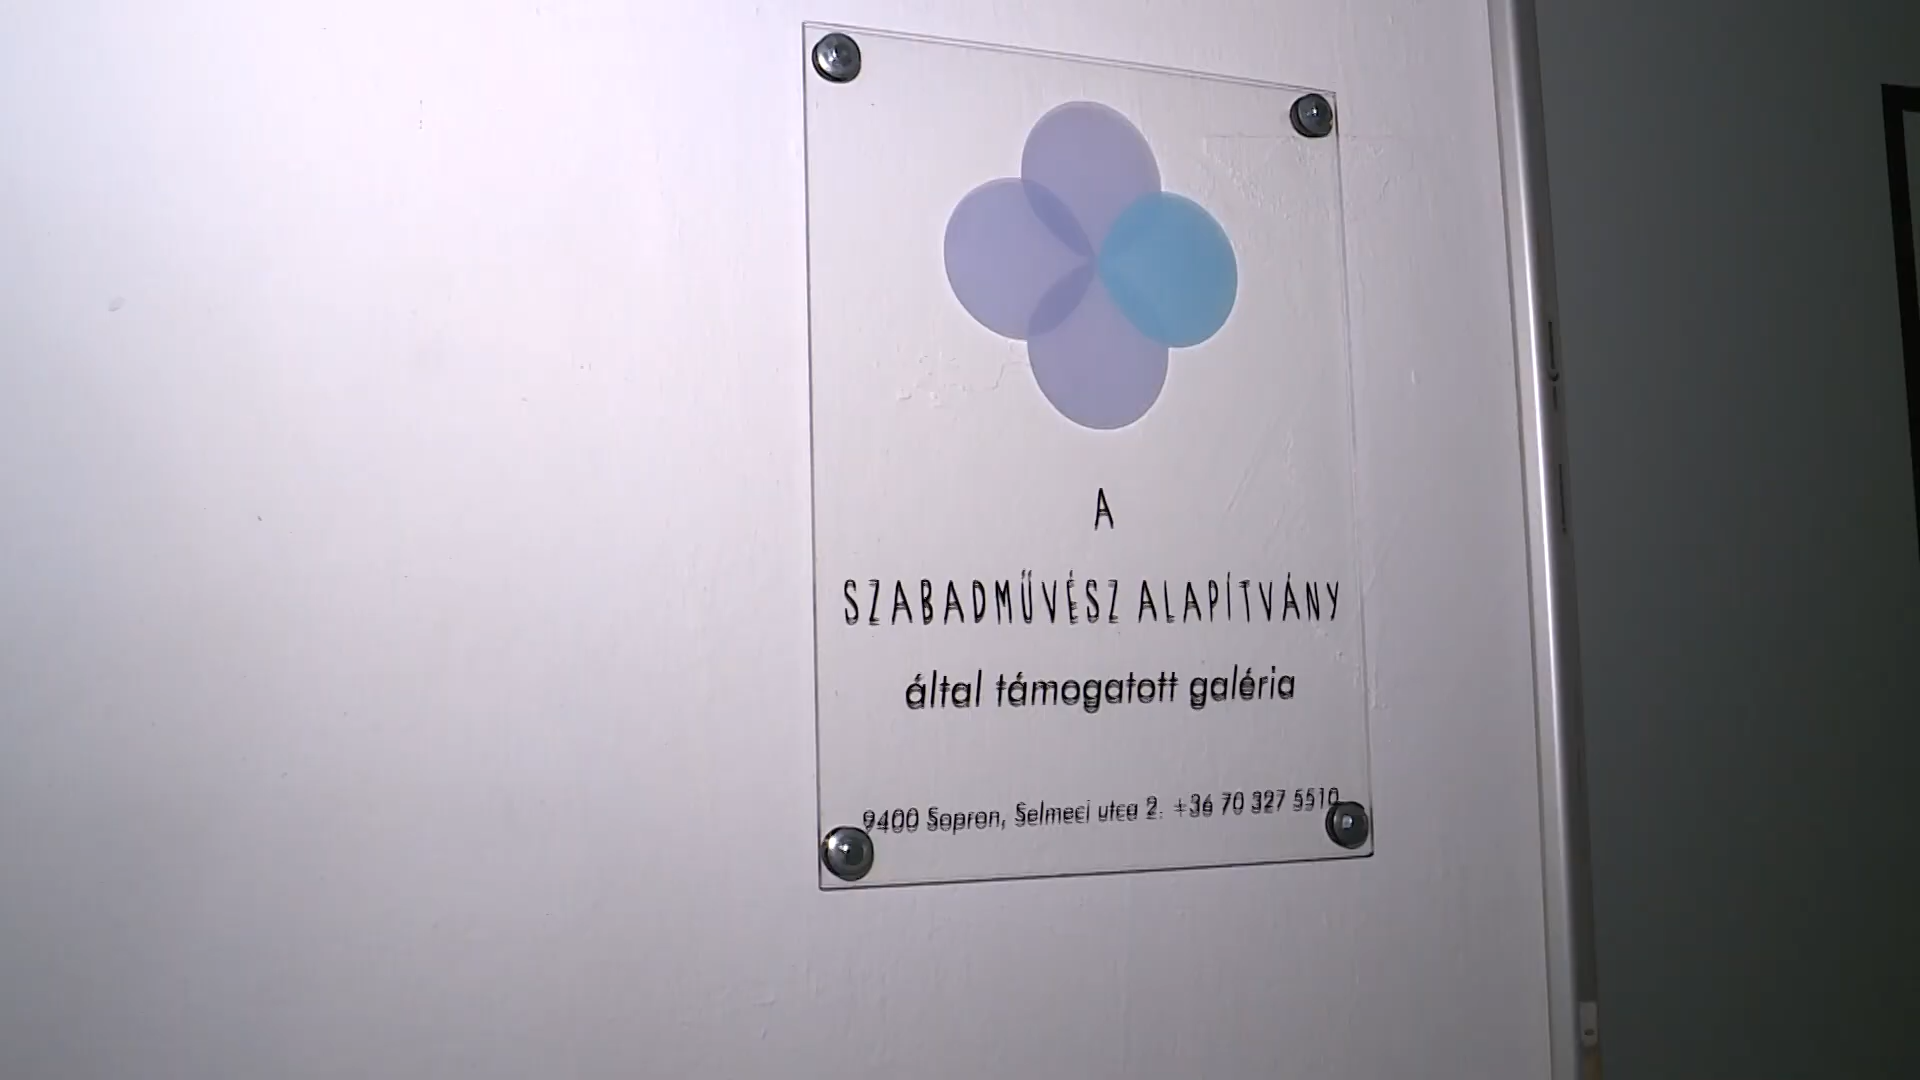 A
SZABADMŰVÉSZ ALAPÍTVÁNY
által támogatott galéria
9400 Sopron, Selmeci utca 2. +36 70 327 5510